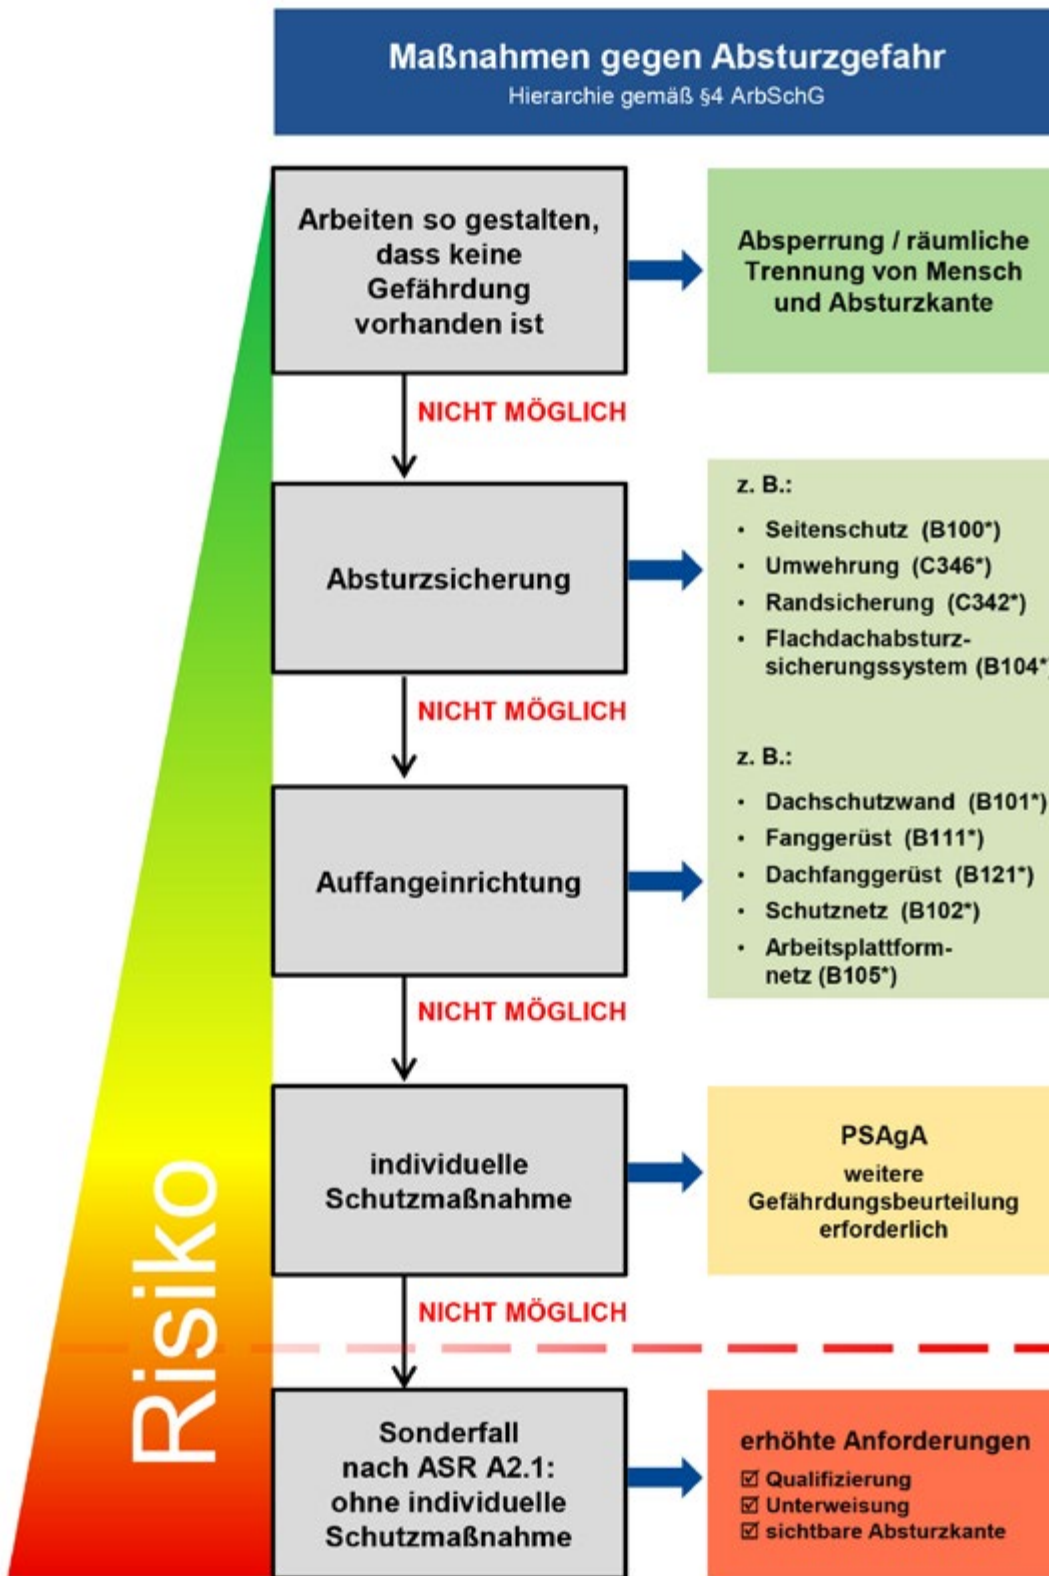 Maßnahmen gegen Absturzgefahr
Hierarchie gemäß §4 ArbSchG
Arbeiten so gestalten,
dass keine
Gefährdung
vorhanden ist
Absperrung / räumliche
Trennung von Mensch
und Absturzkante
NICHT MÖGLICH
Absturzsicherung
z. B.:
• Seitenschutz (B100*)
• Umwehrung (C346*)
• Randsicherung (C342*)
• Flachdachabsturz-
sicherungssystem (B104*)
NICHT MÖGLICH
Auffangeinrichtung
z. B.:
• Dachschutzwand (B101*)
• Fanggerüst (B111*)
• Dachfanggerüst (B121*)
• Schutznetz (B102*)
• Arbeitsplattform-
netz (B105*)
NICHT MÖGLICH
individuelle
Schutzmaßnahme
PSAgA
weitere
Gefährdungsbeurteilung
erforderlich
NICHT MÖGLICH
Risiko
Sonderfall
nach ASR A2.1:
ohne individuelle
Schutzmaßnahme
erhöhte Anforderungen
☑ Qualifizierung
☑ Unterweisung
☑ sichtbare Absturzkante